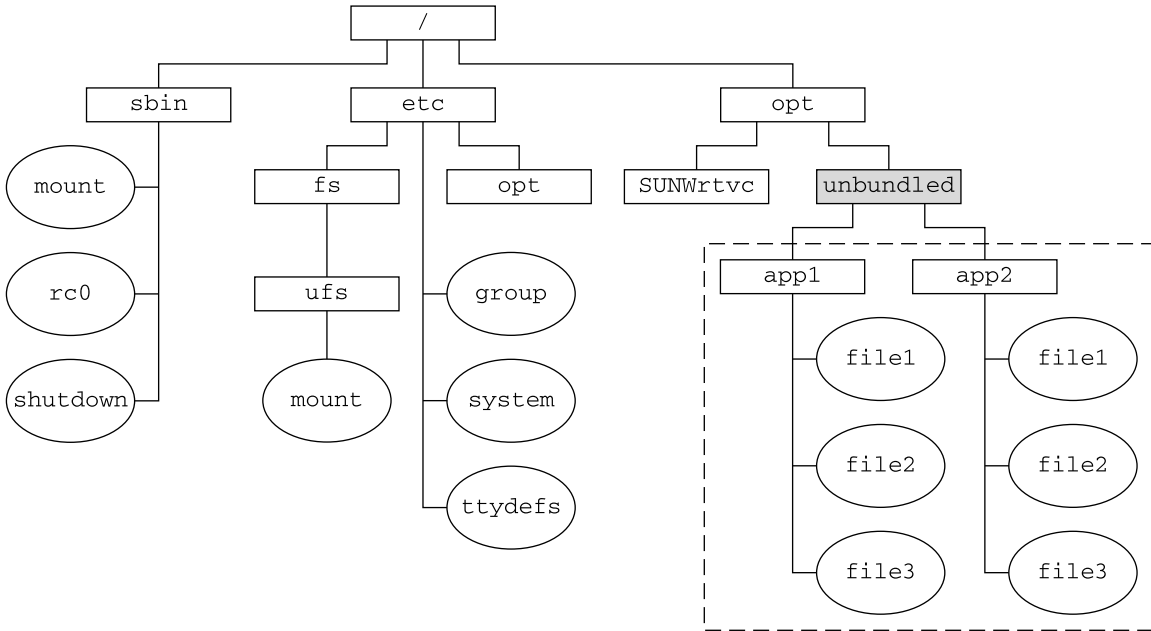 /
sbin
etc
opt
mount
fs
opt
SUNWrtvc
unbundled
rc0
ufs
group
app1
app2
shutdown
mount
system
file1
file1
ttydefs
file2
file2
file3
file3